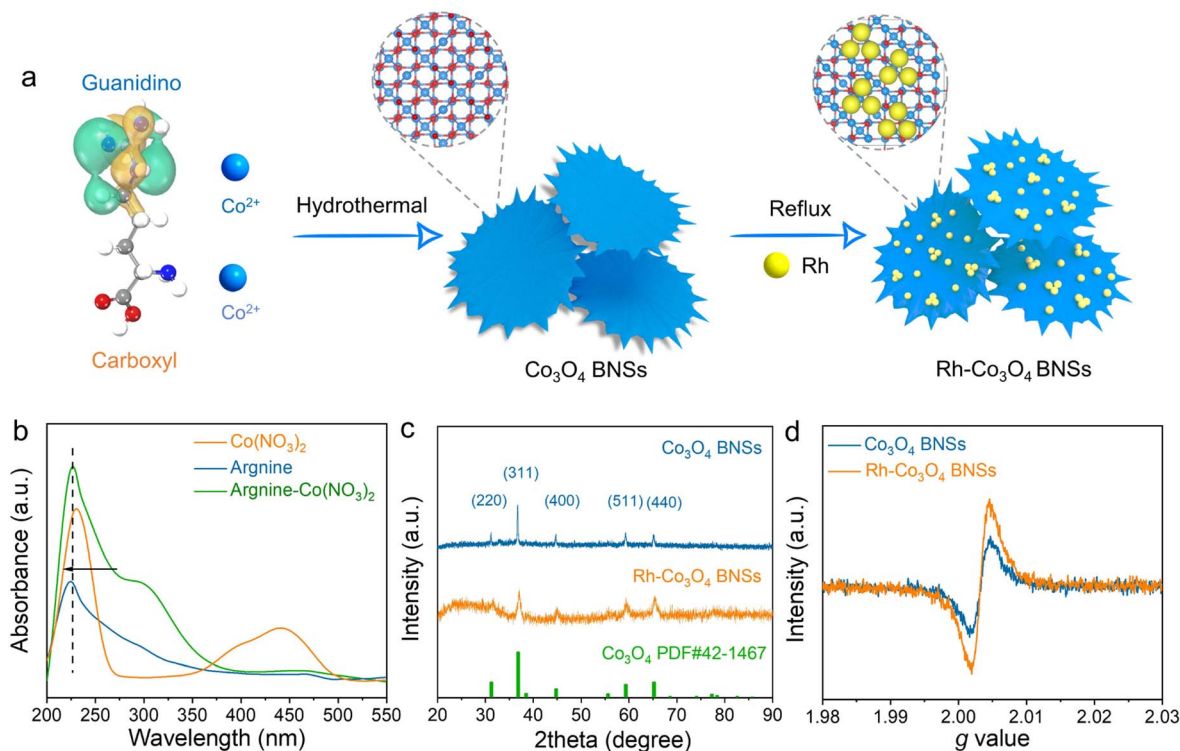 a
Guanidino
Co²⁺
Co²⁺
Carboxyl
Hydrothermal
Co₃O₄ BNSs
Reflux
Rh
Rh-Co₃O₄ BNSs
b
Co(NO₃)₂
Argnine
Argnine-Co(NO₃)₂
Absorbance (a.u.)
200 250 300 350 400 450 500 550
Wavelength (nm)
c
Co₃O₄ BNSs
(311)
(220) (400) (511) (440)
Rh-Co₃O₄ BNSs
Co₃O₄ PDF#42-1467
Intensity (a.u.)
20 30 40 50 60 70 80 90
2theta (degree)
d
Co₃O₄ BNSs
Rh-Co₃O₄ BNSs
Intensity (a.u.)
1.98 1.99 2.00 2.01 2.02 2.03
g value